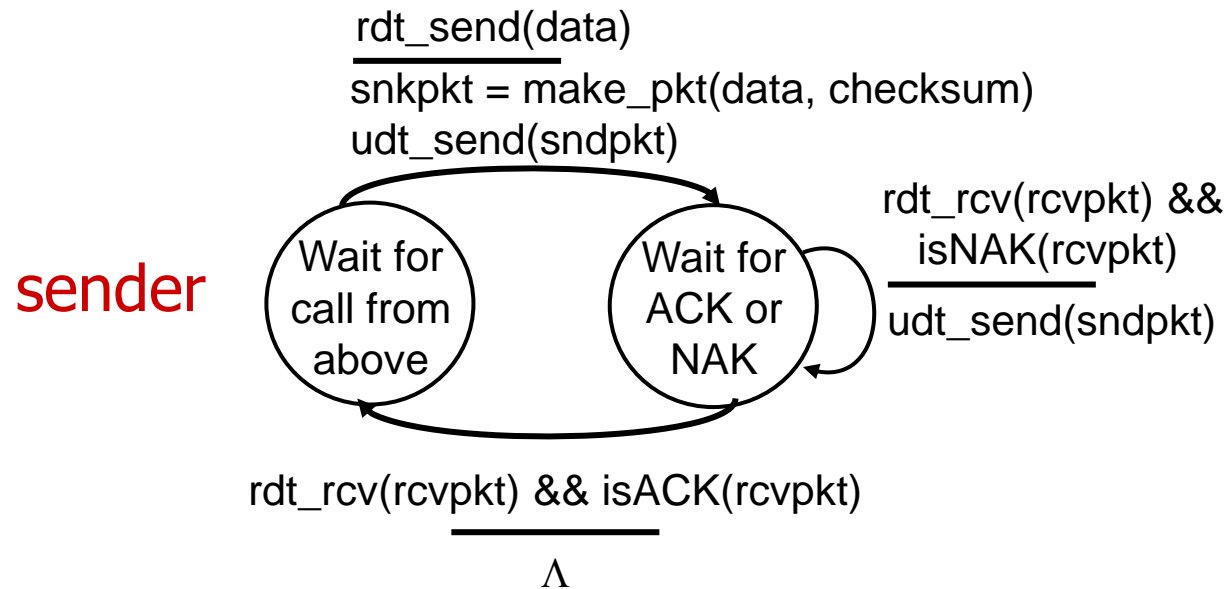 rdt_send(data)
snkpkt = make_pkt(data, checksum)
udt_send(sndpkt)
sender
Wait for
call from
above
Wait for
ACK or
NAK
rdt_rcv(rcvpkt) &&
isNAK(rcvpkt)
udt_send(sndpkt)
rdt_rcv(rcvpkt) && isACK(rcvpkt)
Λ